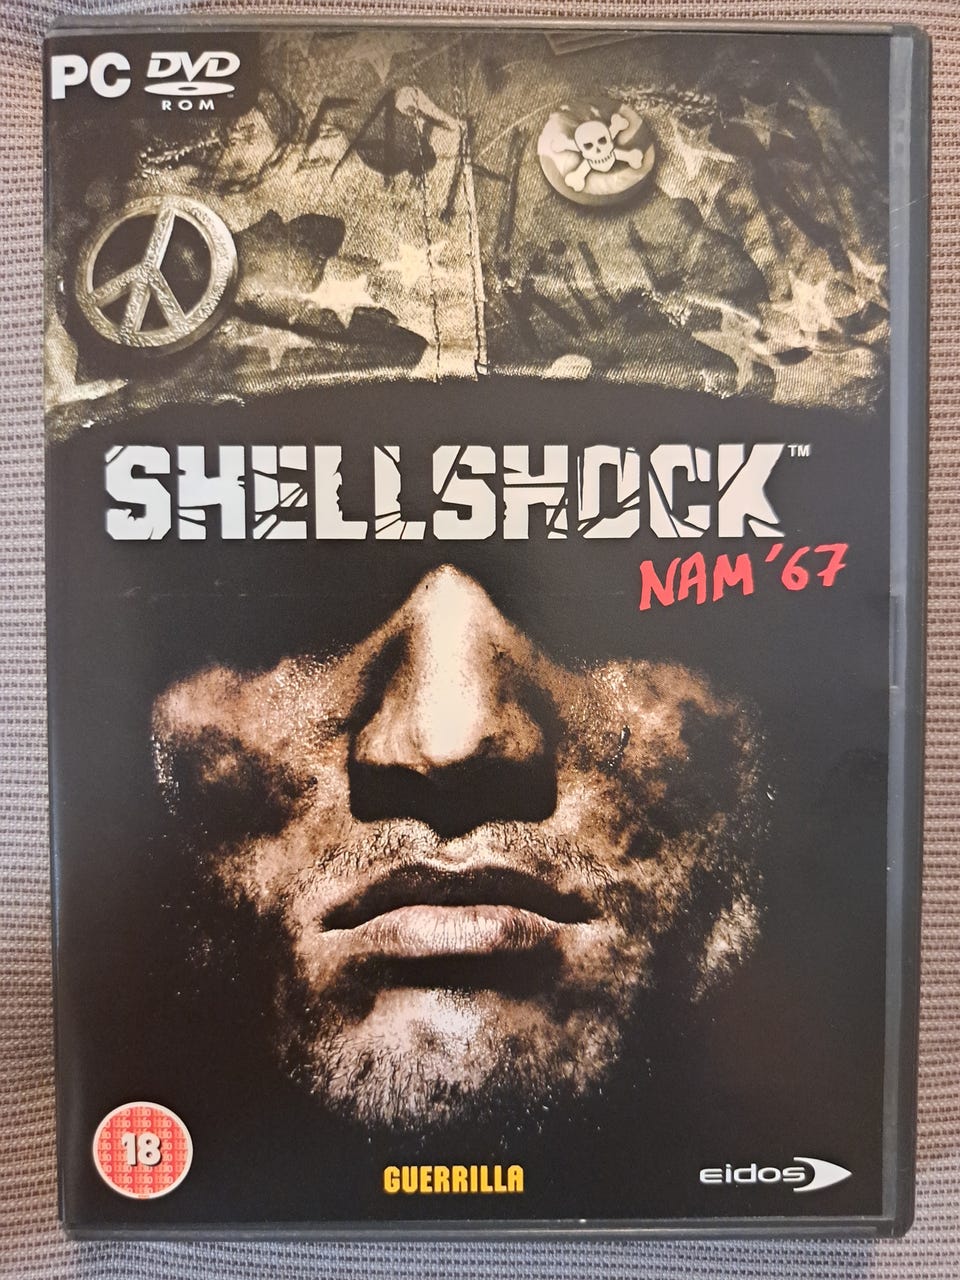 PC DVD
ROM
SHELLSHOCK™
NAM '67
18
GUERRILLA
eidos